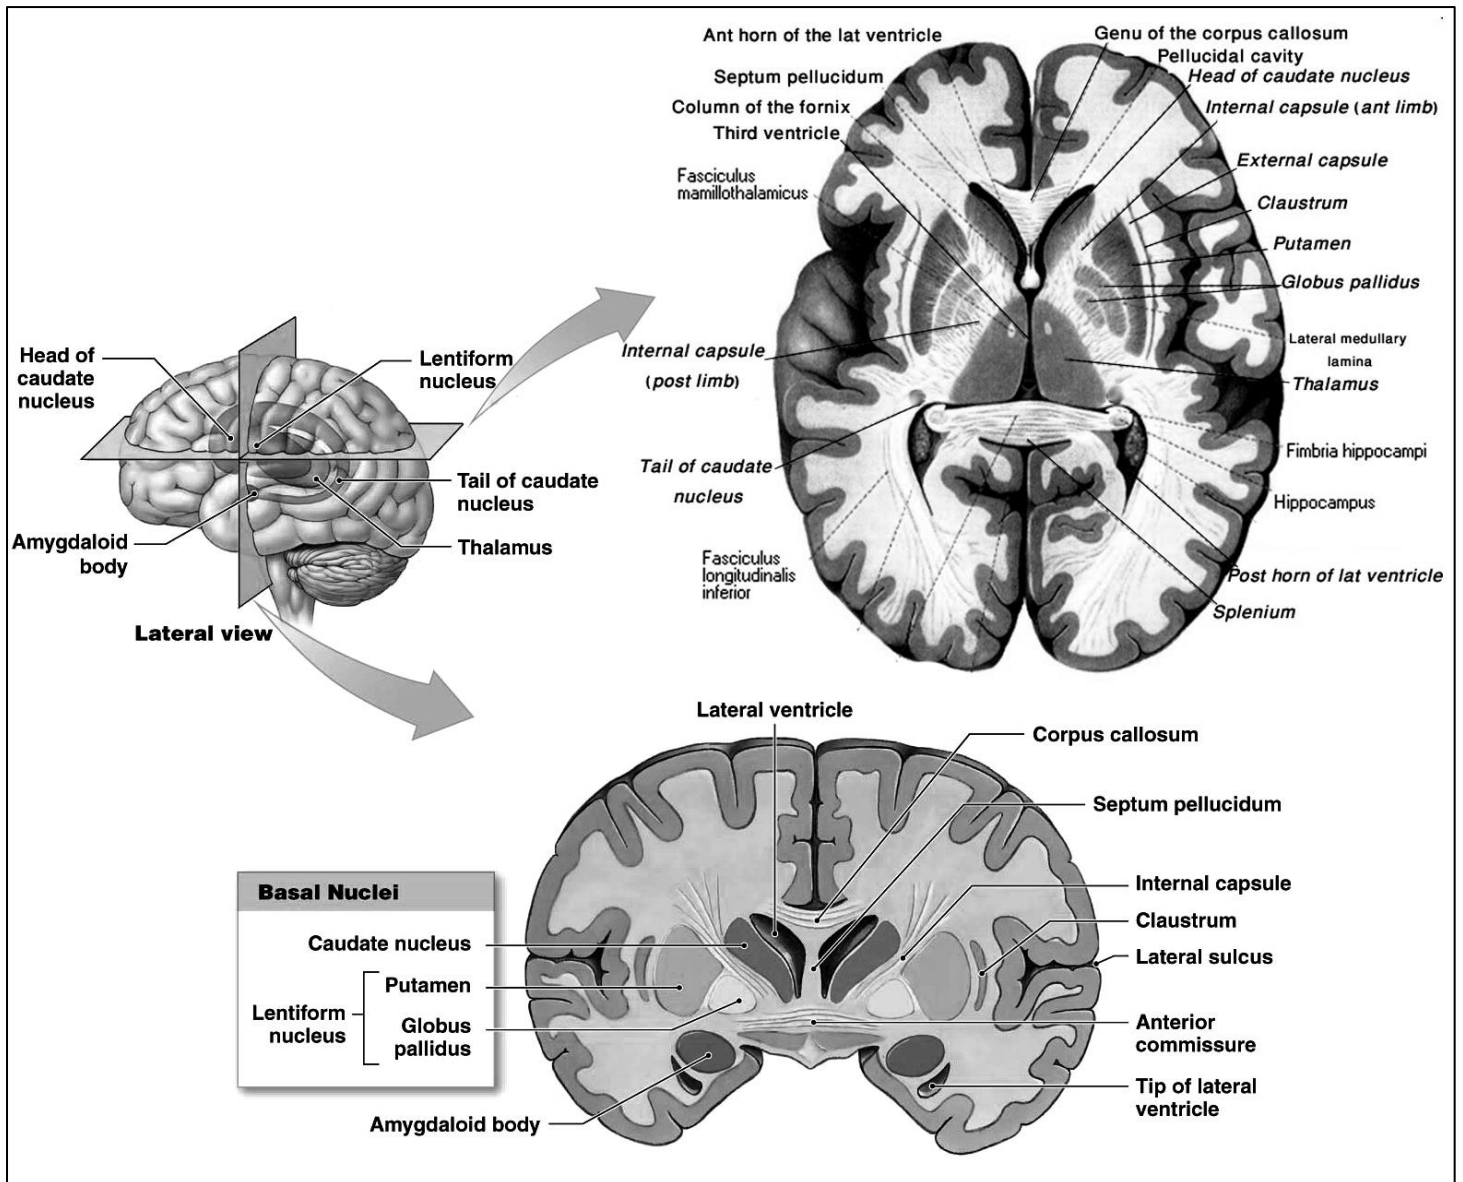 Ant horn of the lat ventricle
Septum pellucidum
Column of the fornix
Third ventricle
Fasciculus
mamillothalamicus
Internal capsule
(post limb)
Tail of caudate
nucleus
Fasciculus
longitudinalis
inferior
Genu of the corpus callosum
Pellucidal cavity
Head of caudate nucleus
Internal capsule (ant limb)
External capsule
Claustrum
Putamen
Globus pallidus
Lateral medullary
lamina
Thalamus
Fimbria hippocampi
Hippocampus
Post horn of lat ventricle
Splenium
Head of
caudate
nucleus
Lentiform
nucleus
Tail of caudate
nucleus
Amygdaloid
body
Thalamus
Lateral view
Lateral ventricle
Corpus callosum
Septum pellucidum
Internal capsule
Claustrum
Lateral sulcus
Anterior
commissure
Tip of lateral
ventricle
Basal Nuclei
Caudate nucleus
Putamen
Lentiform
nucleus
Globus
pallidus
Amygdaloid body